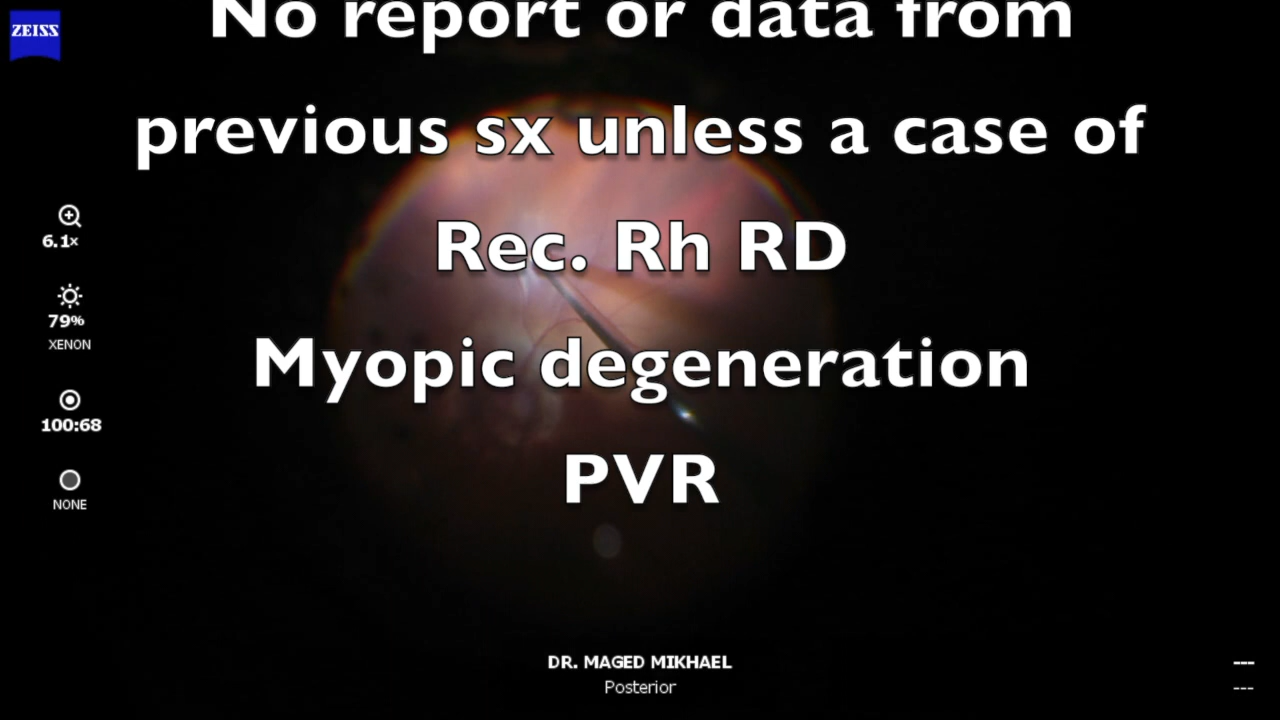 No report or data from
ZEISS
previous sx unless a case of
Rec. Rh RD
6.1×
79%
XENON
Myopic degeneration
100:68
PVR
NONE
DR. MAGED MIKHAEL
Posterior
---
---